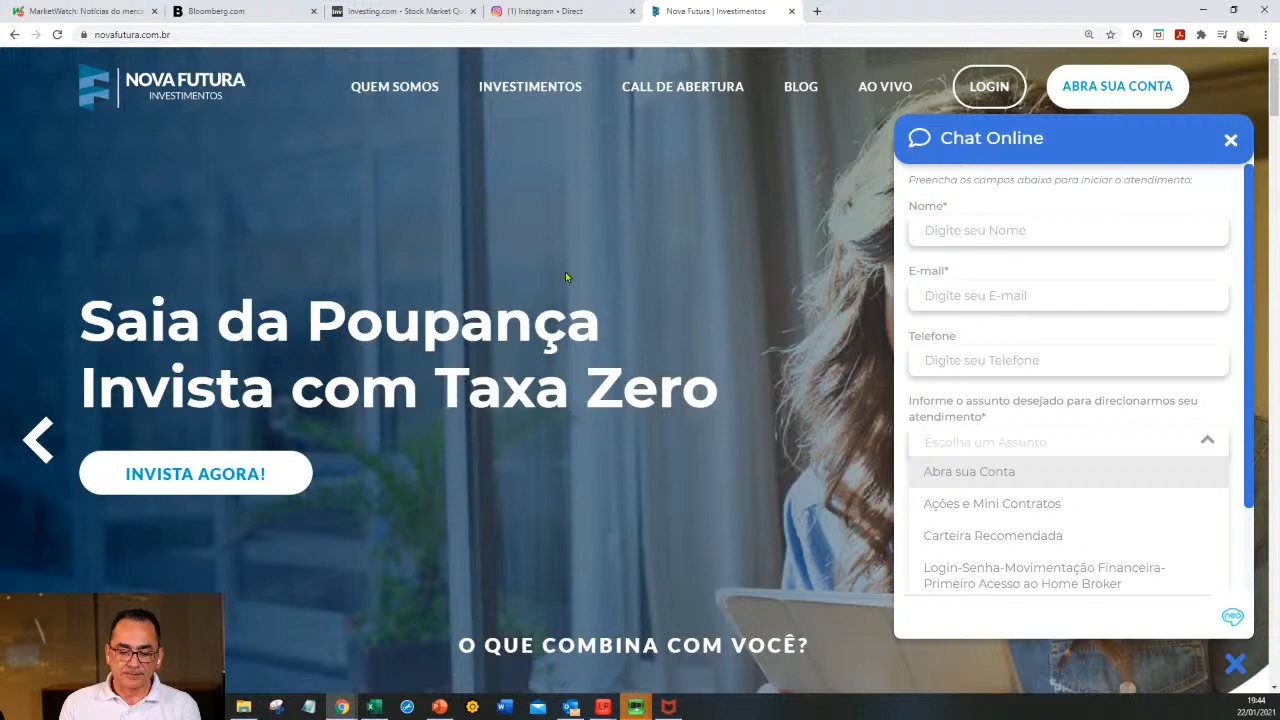 MarketWatch: Notícias do merc
Bloomberg.com
Investing.com - Stock Market Qu
(1) Instagram • Direct
Nova Futura | Investimentos
novafutura.com.br
NOVA FUTURA
INVESTIMENTOS
QUEM SOMOS
INVESTIMENTOS
CALL DE ABERTURA
BLOG
AO VIVO
LOGIN
ABRA SUA CONTA
Chat Online
Preencha os campos abaixo para iniciar o atendimento:
Nome*
Digite seu Nome
E-mail*
Digite seu E-mail
Telefone
Digite seu Telefone
Informe o assunto desejado para direcionarmos seu
atendimento*
Escolha um Assunto
Abra sua Conta
Ações e Mini Contratos
Carteira Recomendada
Login-Senha-Movimentação Financeira-
Primeiro Acesso ao Home Broker
neo
Saia da Poupança
Invista com Taxa Zero
INVISTA AGORA!
O QUE COMBINA COM VOCÊ?
19:44
22/01/2021